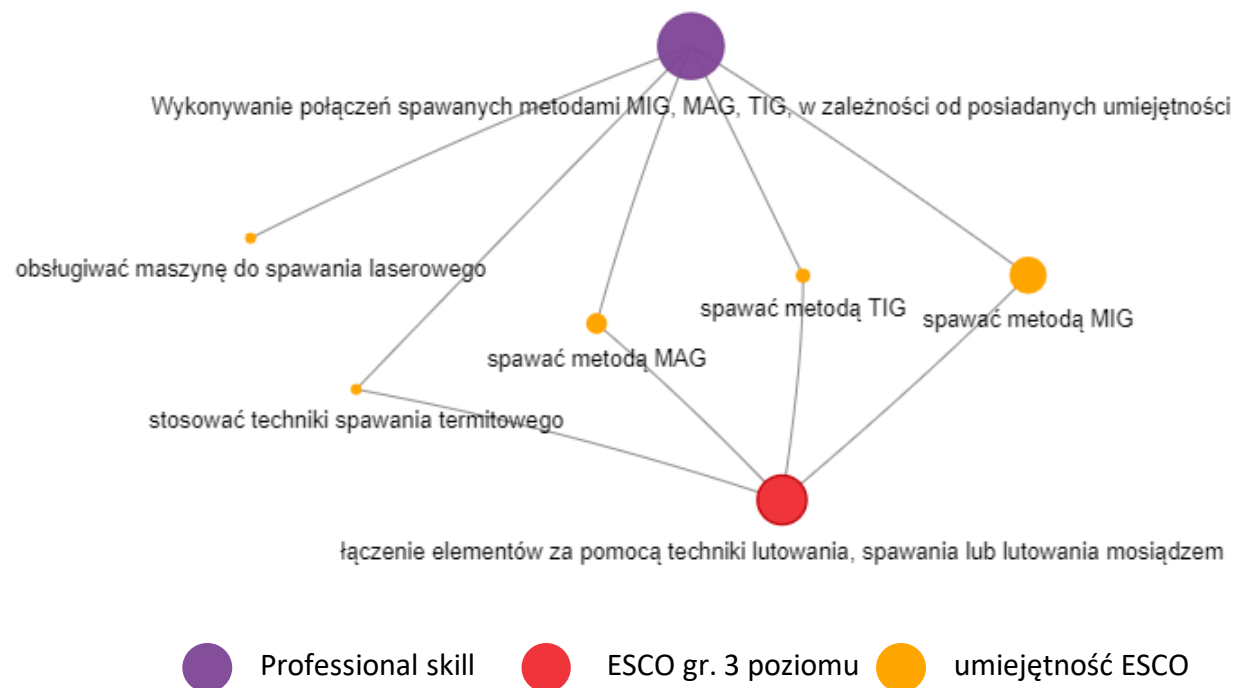 Wykonywanie połączeń spawanych metodami MIG, MAG, TIG, w zależności od posiadanych umiejętności
obsługiwać maszynę do spawania laserowego
spawać metodą TIG
spawać metodą MIG
spawać metodą MAG
stosować techniki spawania termitowego
łączenie elementów za pomocą techniki lutowania, spawania lub lutowania mosiądzem
Professional skill
ESCO gr. 3 poziomu
umiejętność ESCO